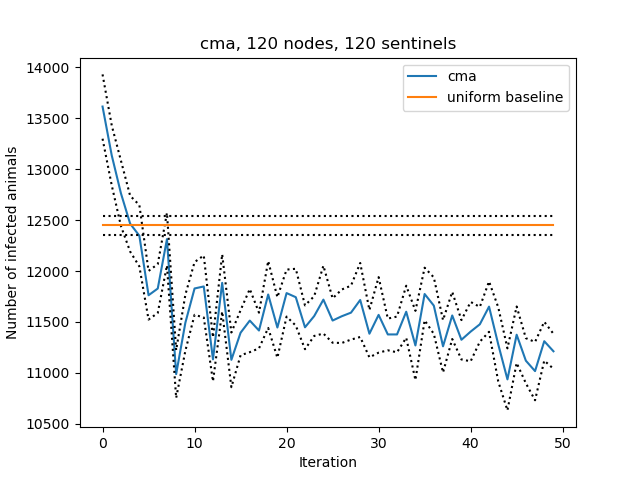 cma, 120 nodes, 120 sentinels
14000
13500
13000
12500
12000
11500
11000
10500
Number of infected animals
cma
uniform baseline
0 10 20 30 40 50
Iteration